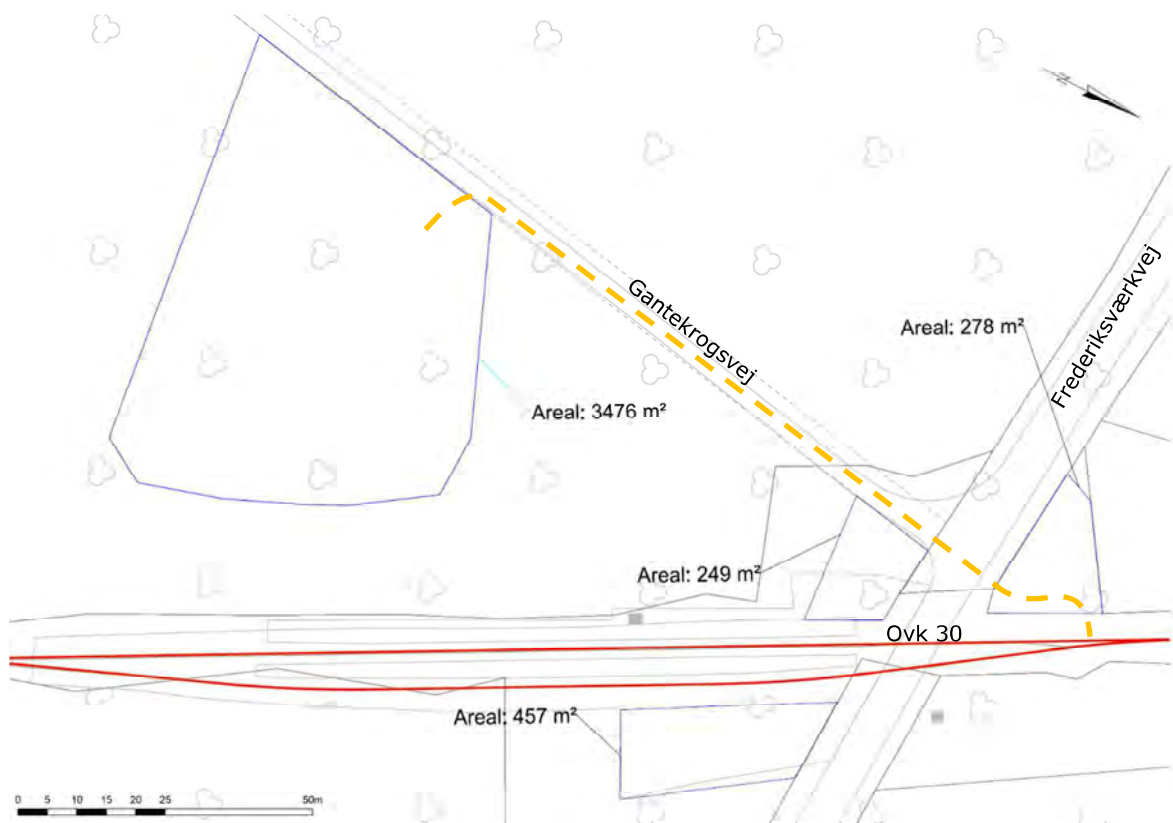 N
Gantekrogsvej
Frederiksværkvej
Areal: 278 m²
Areal: 3476 m²
Areal: 249 m²
Ovk 30
Areal: 457 m²
0 5 10 15 20 25 50m